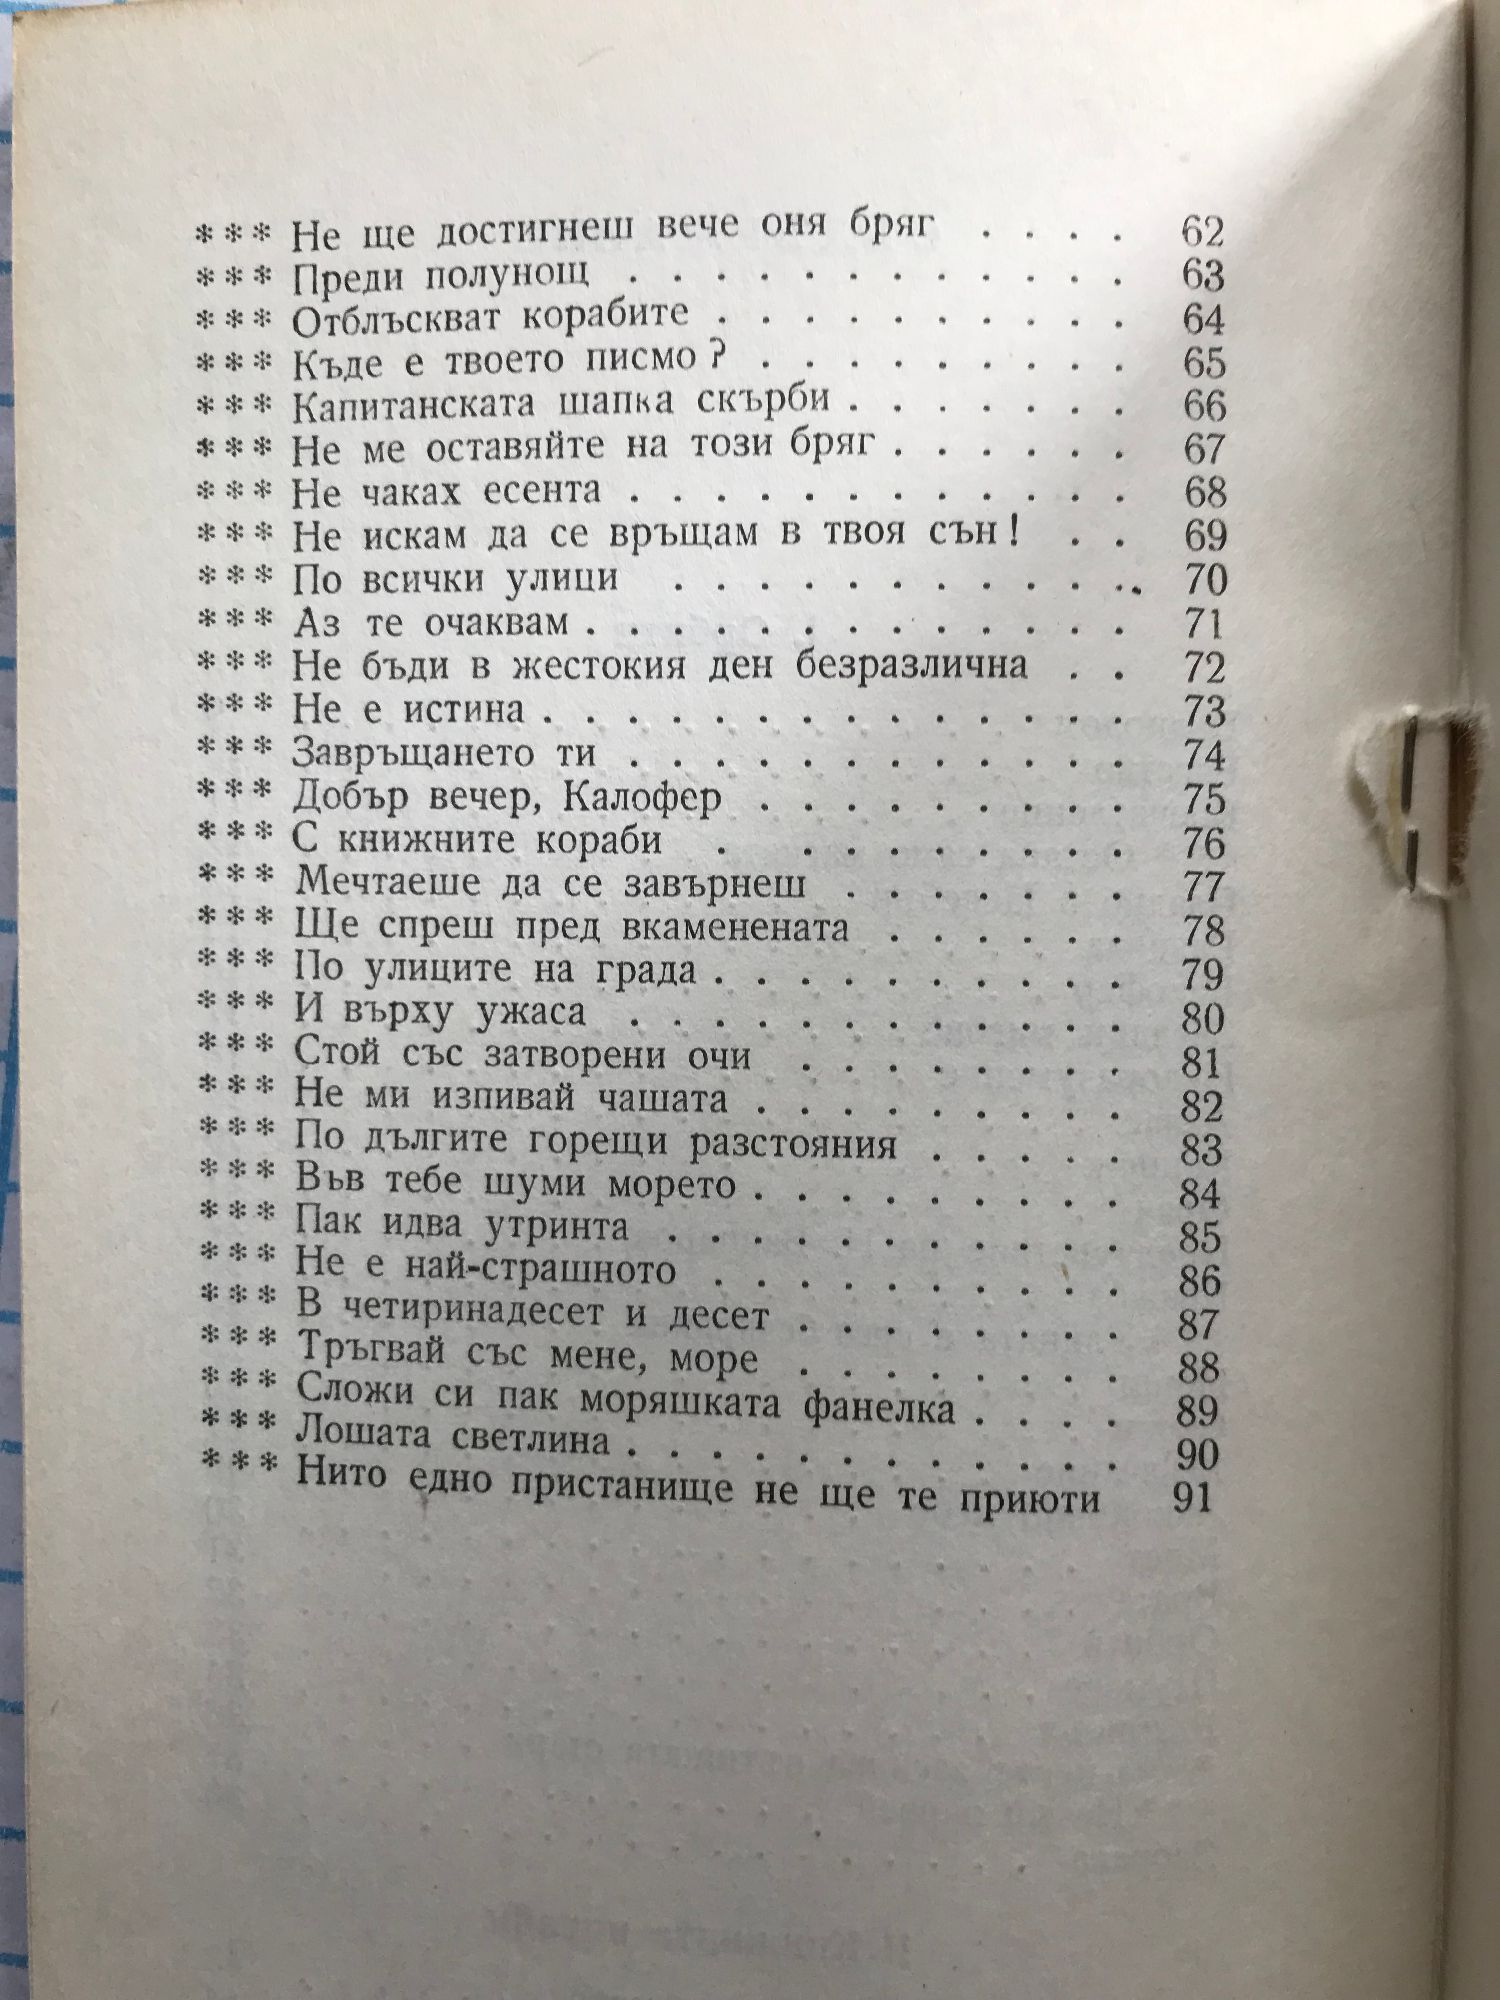 *** Не ще достигнеш вече оня бряг . . . . 62
*** Преди полунощ . . . . . . . . . . . . 63
*** Отблъскват корабите . . . . . . . . . . 64
*** Къде е твоето писмо? . . . . . . . . . 65
*** Капитанската шапка скърби . . . . . . . 66
*** Не ме оставяйте на този бряг . . . . . . 67
*** Не чаках есента . . . . . . . . . . . . 68
*** Не искам да се връщам в твоя сън! . . 69
*** По всички улици . . . . . . . . . . . . 70
*** Аз те очаквам . . . . . . . . . . . . . 71
*** Не бъди в жестокия ден безразлична . . 72
*** Не е истина . . . . . . . . . . . . . . 73
*** Завръщането ти . . . . . . . . . . . . 74
*** Добър вечер, Калофер . . . . . . . . . 75
*** С книжните кораби . . . . . . . . . 76
*** Мечтаеше да се завърнеш . . . . . . . 77
*** Ще спреш пред вкаменената . . . . . . 78
*** По улиците на града . . . . . . . . . . 79
*** И върху ужаса . . . . . . . . . . . . 80
*** Стой със затворени очи . . . . . . . . 81
*** Не ми изпивай чашата . . . . . . . . . 82
*** По дългите горещи разстояния . . . . . 83
*** Във тебе шуми морето . . . . . . . . . 84
*** Пак идва утринта . . . . . . . . . . . 85
*** Не е най-страшното . . . . . . . . . . 86
*** В четиринадесет и десет . . . . . . . . 87
*** Тръгвай със мене, море . . . . . . . . 88
*** Сложи си пак моряшката фанелка . . . . 89
*** Лошата светлина . . . . . . . . . . . . 90
*** Нито едно пристанище не ще те приюти 91